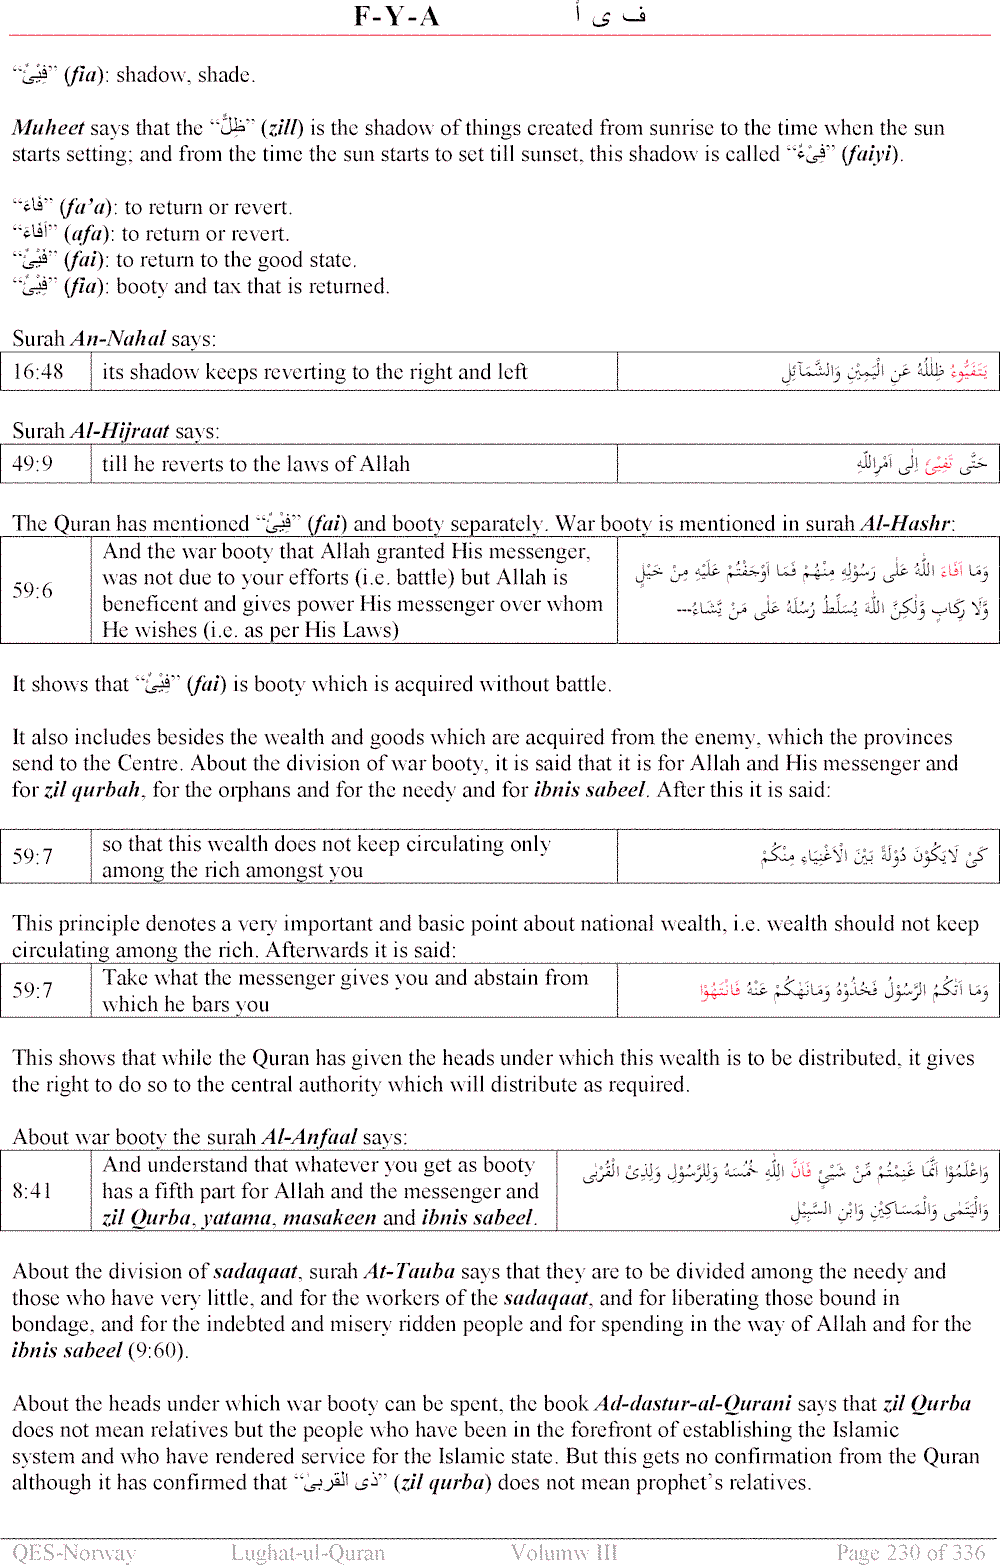 F-Y-A ف ی أ
“فِيْئٌ” (fia): shadow, shade.
Muheet says that the “ظِلٌّ” (zill) is the shadow of things created from sunrise to the time when the sun
starts setting; and from the time the sun starts to set till sunset, this shadow is called “فِیْءٌ” (faiyi).
“فَاءَ” (fa’a): to return or revert.
“اَفَاءَ” (afa): to return or revert.
“فَيْئٌ” (fai): to return to the good state.
“فِيْئٌ” (fia): booty and tax that is returned.
Surah An-Nahal says:
16:48 its shadow keeps reverting to the right and left يَتَفَيَّوءُ ظِلٰلُهُ عَنِ الْيَمِيْنِ وَالشَّمَآئِلِ
Surah Al-Hijraat says:
49:9 till he reverts to the laws of Allah حَتَّى تَفِيْئَ اِلٰى اَمْرِاللّٰهِ
The Quran has mentioned “فِيْئٌ” (fai) and booty separately. War booty is mentioned in surah Al-Hashr:
59:6
And the war booty that Allah granted His messenger,
was not due to your efforts (i.e. battle) but Allah is
beneficent and gives power His messenger over whom
He wishes (i.e. as per His Laws)
وَمَا اَفَاءَ اللّٰهُ عَلٰى رَسُوْلِهِ مِنْهُمْ فَمَا اَوْجَفْتُمْ عَلَيْهِ مِنْ خَيْلٍ
وَّلَا رِكَابٍ وَّلٰكِنَّ اللّٰهَ يُسَلِّطُ رُسُلَهُ عَلٰى مَنْ يَّشَاءُ---
It shows that “فِيْئٌ” (fai) is booty which is acquired without battle.
It also includes besides the wealth and goods which are acquired from the enemy, which the provinces
send to the Centre. About the division of war booty, it is said that it is for Allah and His messenger and
for zil qurbah, for the orphans and for the needy and for ibnis sabeel. After this it is said:
59:7
so that this wealth does not keep circulating only
among the rich amongst you
كَىْ لَايَكُوْنَ دُوْلَةً بَيْنَ الْاَغْنِيَاءِ مِنْكُمْ
This principle denotes a very important and basic point about national wealth, i.e. wealth should not keep
circulating among the rich. Afterwards it is said:
59:7
Take what the messenger gives you and abstain from
which he bars you
وَمَا اٰتٰكُمُ الرَّسُوْلُ فَخُذُوْهُ وَمَانَهٰكُمْ عَنْهُ فَانْتَهُوْا
This shows that while the Quran has given the heads under which this wealth is to be distributed, it gives
the right to do so to the central authority which will distribute as required.
About war booty the surah Al-Anfaal says:
8:41
And understand that whatever you get as booty
has a fifth part for Allah and the messenger and
zil Qurba, yatama, masakeen and ibnis sabeel.
وَاعْلَمُوْا اَنَّمَا غَنِمْتُمْ مِّنْ شَيْئٍ فَاَنَّ اللّٰهِ خُمُسَهُ وَلِلرَّسُوْلِ وَلِذِىْ الْقُرْبٰى
وَالْيَتٰمٰى وَالْمَسَاكِيْنِ وَابْنِ السَّبِيْلِ
About the division of sadaqaat, surah At-Tauba says that they are to be divided among the needy and
those who have very little, and for the workers of the sadaqaat, and for liberating those bound in
bondage, and for the indebted and misery ridden people and for spending in the way of Allah and for the
ibnis sabeel (9:60).
About the heads under which war booty can be spent, the book Ad-dastur-al-Qurani says that zil Qurba
does not mean relatives but the people who have been in the forefront of establishing the Islamic
system and who have rendered service for the Islamic state. But this gets no confirmation from the Quran
although it has confirmed that “ذی القربیٰ” (zil qurba) does not mean prophet’s relatives.
QES-Norway Lughat-ul-Quran Volumw III Page 230 of 336